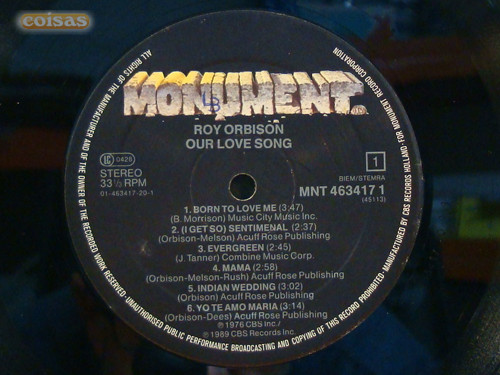 coisas
MONUMENT
ROY ORBISON
OUR LOVE SONG
LC 0428
STEREO
33 1/3 RPM
01-463417-20-1
1
BIEM/STEMRA
MNT 463417 1
(45113)
1. BORN TO LOVE ME (3:47)
(B. Morrison) Music City Music Inc.
2. (I GET SO) SENTIMENAL (2:37)
(Orbison-Melson) Acuff Rose Publishing
3. EVERGREEN (2:45)
(J. Tanner) Combine Music Corp.
4. MAMA (2:58)
(Orbison-Melson-Rush) Acuff Rose Publishing
5. INDIAN WEDDING (3:02)
(Orbison) Acuff Rose Publishing
6. YO TE AMO MARIA (3:14)
(Orbison-Dees) Acuff Rose Publishing
℗ 1976 CBS Inc./
℗ 1989 CBS Records Inc.
ALL RIGHTS OF THE MANUFACTURER AND OF THE OWNER OF THE RECORDED WORK RESERVED-UNAUTHORISED PUBLIC PERFORMANCE BROADCASTING AND COPYING OF THIS RECORD PROHIBITED-MANUFACTURED BY CBS RECORDS HOLLAND-FOR MONUMENT RECORD CORPORATION